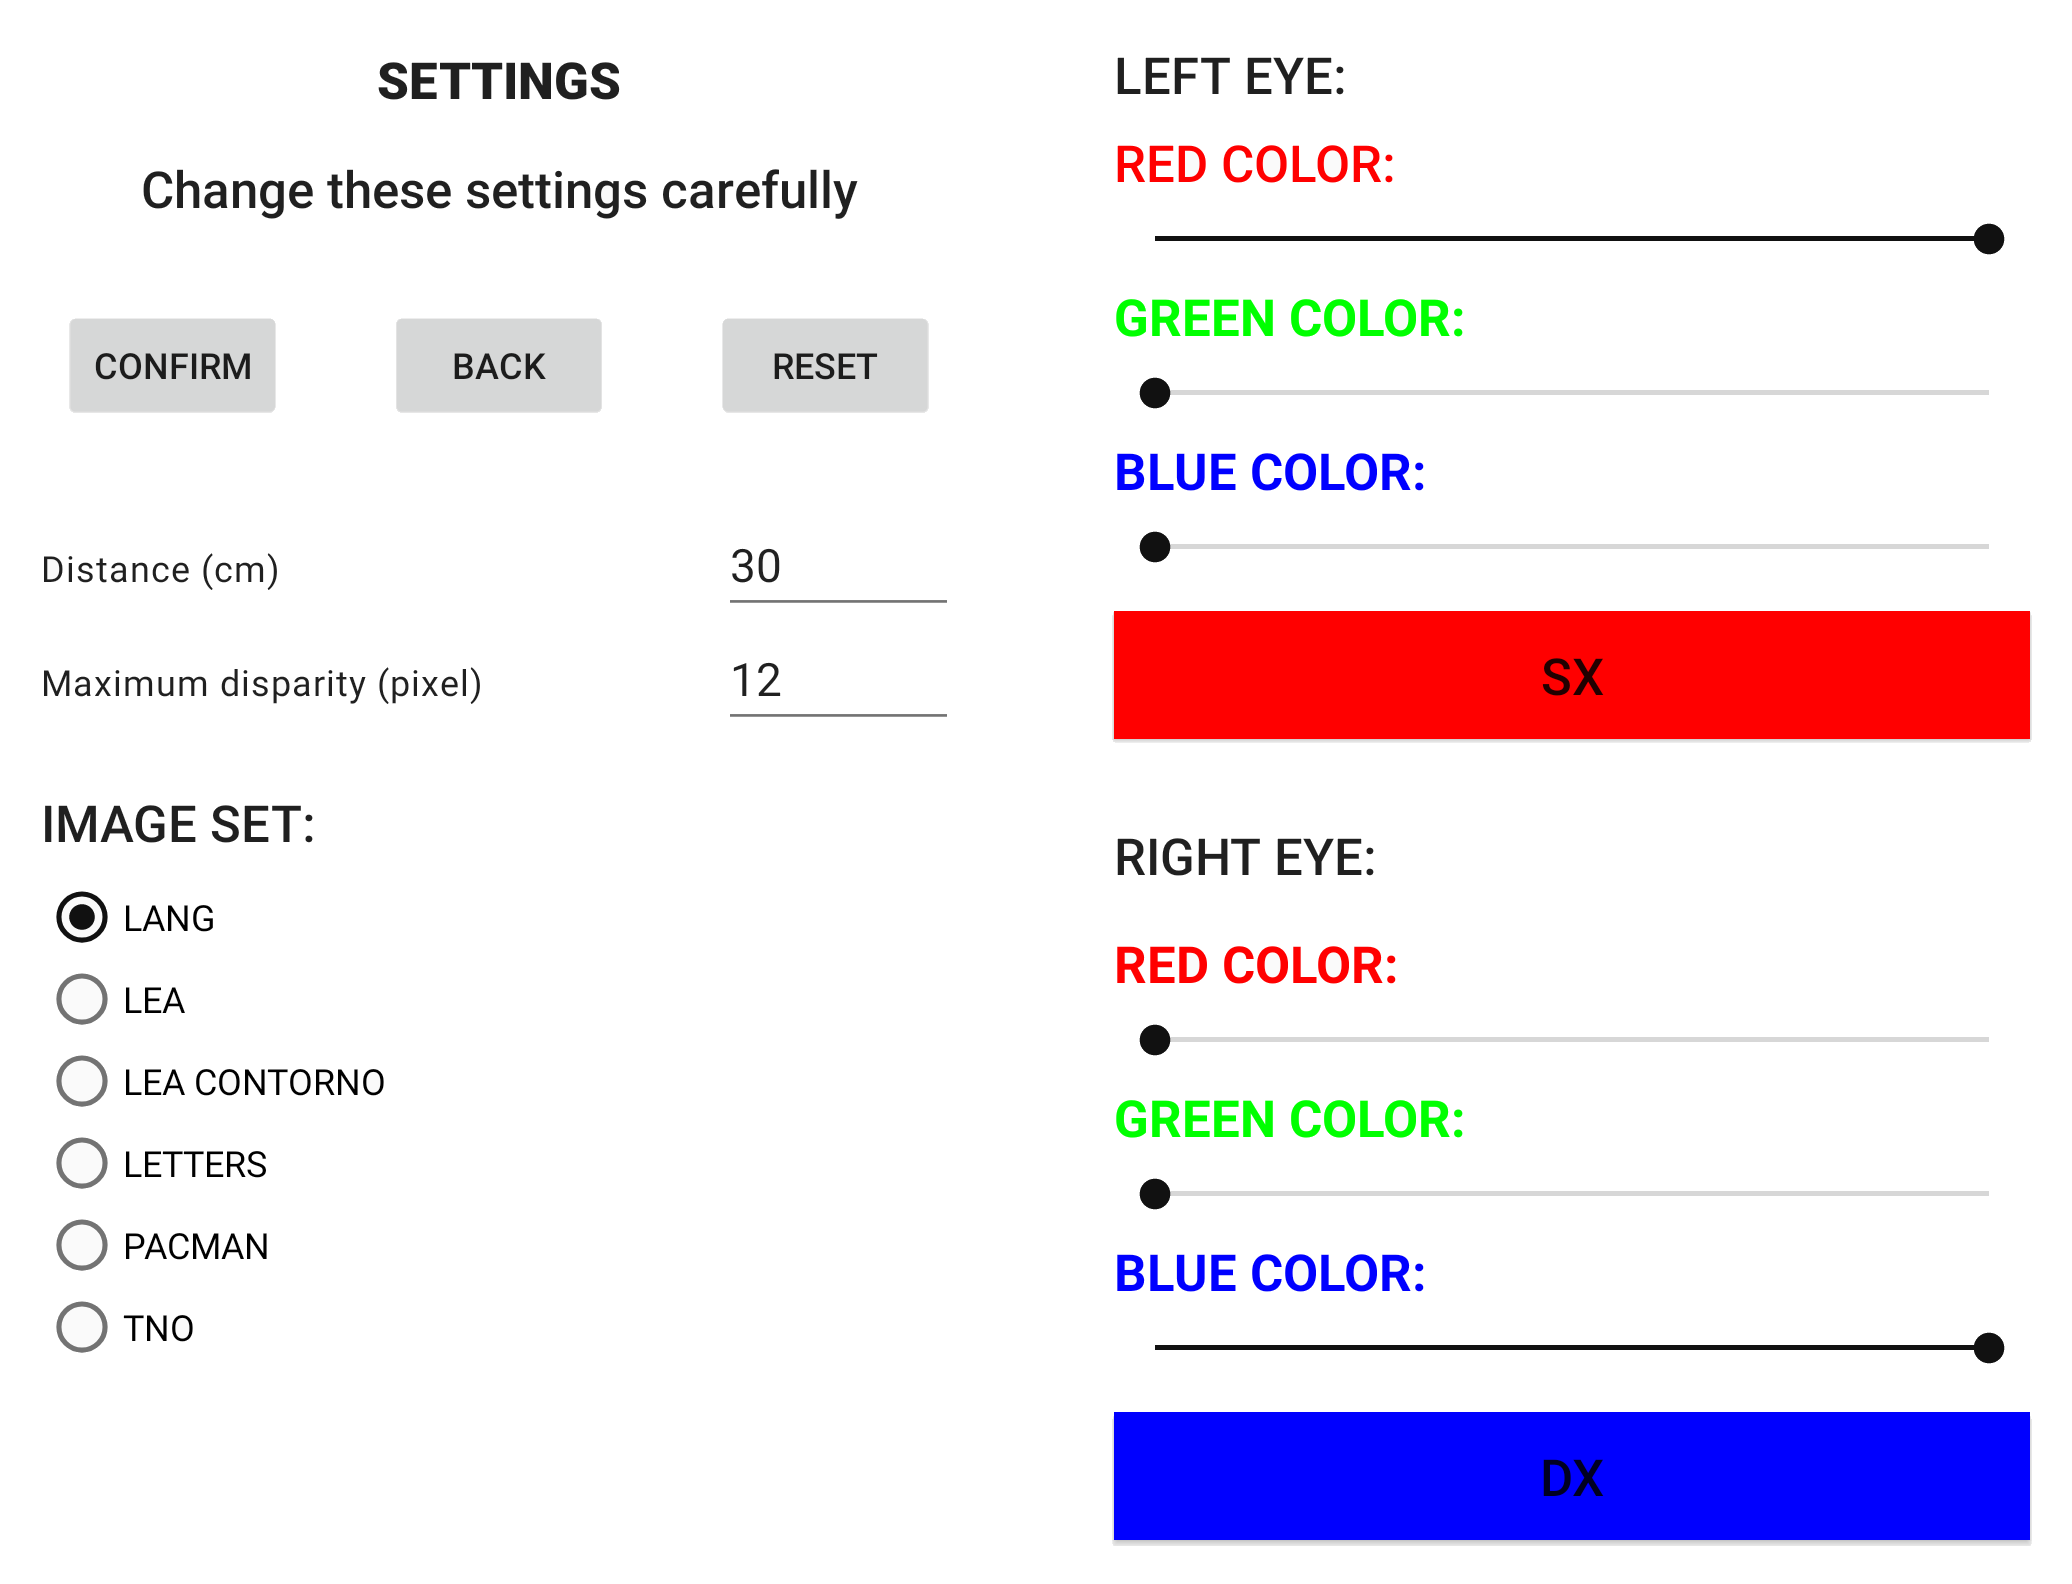 SETTINGS
Change these settings carefully
CONFIRM BACK RESET
Distance (cm) 30
Maximum disparity (pixel) 12
IMAGE SET:
LANG
LEA
LEA CONTORNO
LETTERS
PACMAN
TNO
LEFT EYE:
RED COLOR:
GREEN COLOR:
BLUE COLOR:
SX
RIGHT EYE:
RED COLOR:
GREEN COLOR:
BLUE COLOR:
DX